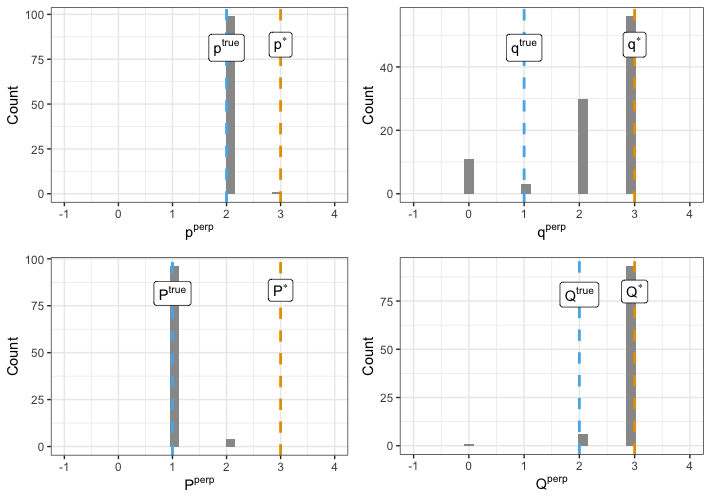 100
75
50
25
0
Count
p^true
p^*
-1 0 1 2 3 4
p^perp
40
20
0
Count
q^true
q^*
-1 0 1 2 3 4
q^perp
100
75
50
25
0
Count
P^true
P^*
-1 0 1 2 3 4
P^perp
75
50
25
0
Count
Q^true
Q^*
-1 0 1 2 3 4
Q^perp